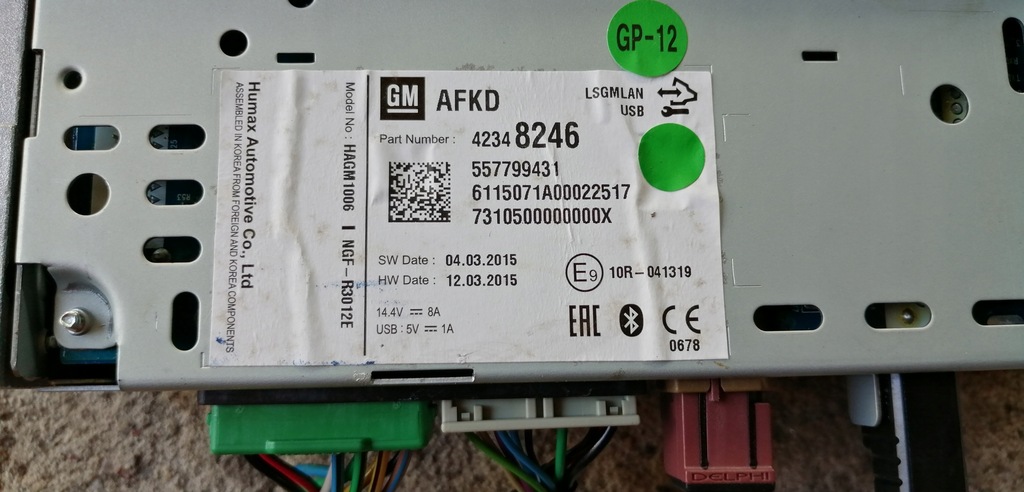 GP-12
Humax Automotive Co., Ltd
ASSEMBLED IN KOREA FROM FOREIGN AND KOREA COMPONENTS
Model No : HAGM1006 I NGF-R3012E
GM AFKD
LSGMLAN
USB
Part Number : 4234 8246
557799431
6115071A00022517
7310500000000X
SW Date : 04.03.2015
HW Date : 12.03.2015
E9 10R-041319
14.4V ⎓ 8A
USB : 5V ⎓ 1A
EAC CE
0678
DELPHI